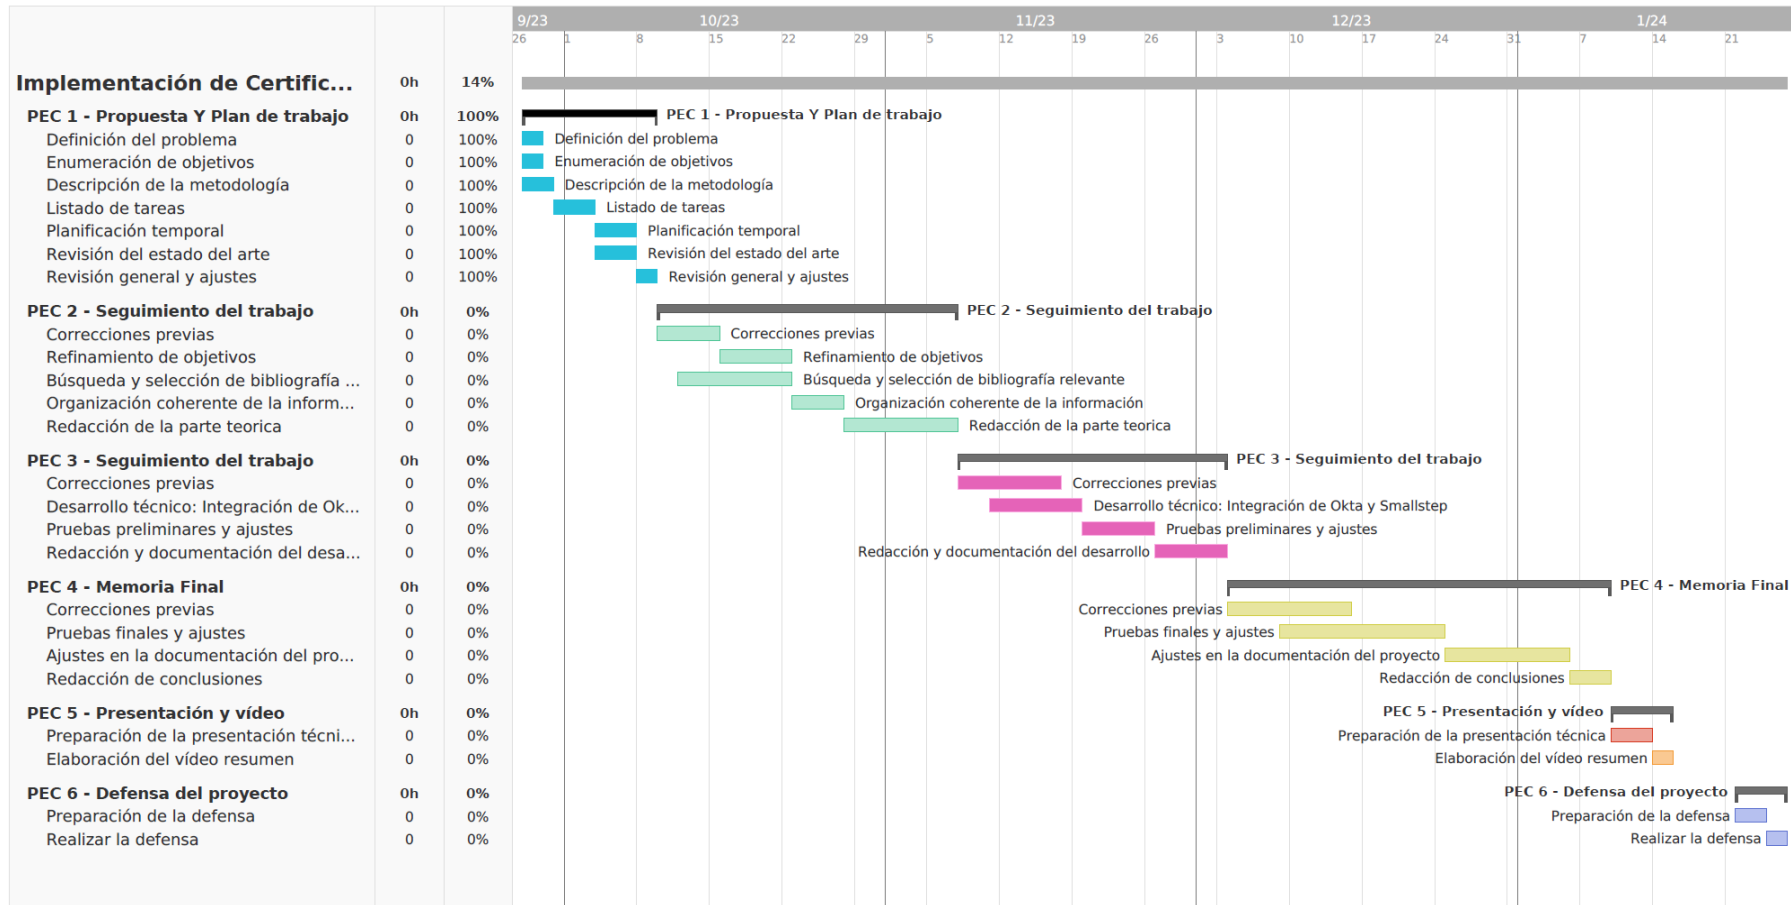 9/23 10/23 11/23 12/23 1/24
26 1 8 15 22 29 5 12 19 26 3 10 17 24 31 7 14 21
Implementación de Certific... 0h 14%
PEC 1 - Propuesta Y Plan de trabajo 0h 100% PEC 1 - Propuesta Y Plan de trabajo
Definición del problema 0 100% Definición del problema
Enumeración de objetivos 0 100% Enumeración de objetivos
Descripción de la metodología 0 100% Descripción de la metodología
Listado de tareas 0 100% Listado de tareas
Planificación temporal 0 100% Planificación temporal
Revisión del estado del arte 0 100% Revisión del estado del arte
Revisión general y ajustes 0 100% Revisión general y ajustes
PEC 2 - Seguimiento del trabajo 0h 0% PEC 2 - Seguimiento del trabajo
Correcciones previas 0 0% Correcciones previas
Refinamiento de objetivos 0 0% Refinamiento de objetivos
Búsqueda y selección de bibliografía ... 0 0% Búsqueda y selección de bibliografía relevante
Organización coherente de la inform... 0 0% Organización coherente de la información
Redacción de la parte teorica 0 0% Redacción de la parte teorica
PEC 3 - Seguimiento del trabajo 0h 0% PEC 3 - Seguimiento del trabajo
Correcciones previas 0 0% Correcciones previas
Desarrollo técnico: Integración de Ok... 0 0% Desarrollo técnico: Integración de Okta y Smallstep
Pruebas preliminares y ajustes 0 0% Pruebas preliminares y ajustes
Redacción y documentación del desa... 0 0% Redacción y documentación del desarrollo
PEC 4 - Memoria Final 0h 0% PEC 4 - Memoria Final
Correcciones previas 0 0% Correcciones previas
Pruebas finales y ajustes 0 0% Pruebas finales y ajustes
Ajustes en la documentación del pro... 0 0% Ajustes en la documentación del proyecto
Redacción de conclusiones 0 0% Redacción de conclusiones
PEC 5 - Presentación y vídeo 0h 0% PEC 5 - Presentación y vídeo
Preparación de la presentación técni... 0 0% Preparación de la presentación técnica
Elaboración del vídeo resumen 0 0% Elaboración del vídeo resumen
PEC 6 - Defensa del proyecto 0h 0% PEC 6 - Defensa del proyecto
Preparación de la defensa 0 0% Preparación de la defensa
Realizar la defensa 0 0% Realizar la defensa